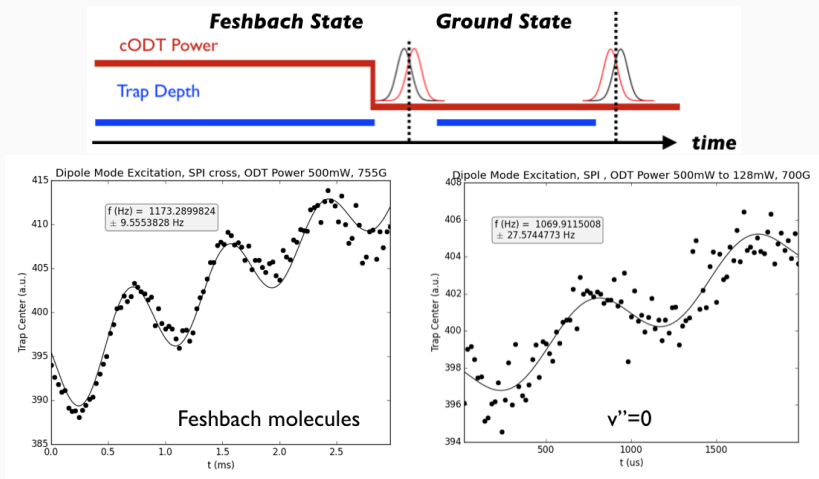 Feshbach State
Ground State
cODT Power
Trap Depth
time
Dipole Mode Excitation, SPI cross, ODT Power 500mW, 755G
415
410
405
400
395
390
385
Trap Center (a.u.)
f (Hz) = 1173.2899824
± 9.5553828 Hz
Feshbach molecules
0.0 0.5 1.0 1.5 2.0 2.5
t (ms)
Dipole Mode Excitation, SPI , ODT Power 500mW to 128mW, 700G
408
406
404
402
400
398
396
394
Trap Center (a.u.)
f (Hz) = 1069.9115008
± 27.5744773 Hz
v”=0
500 1000 1500
t (us)